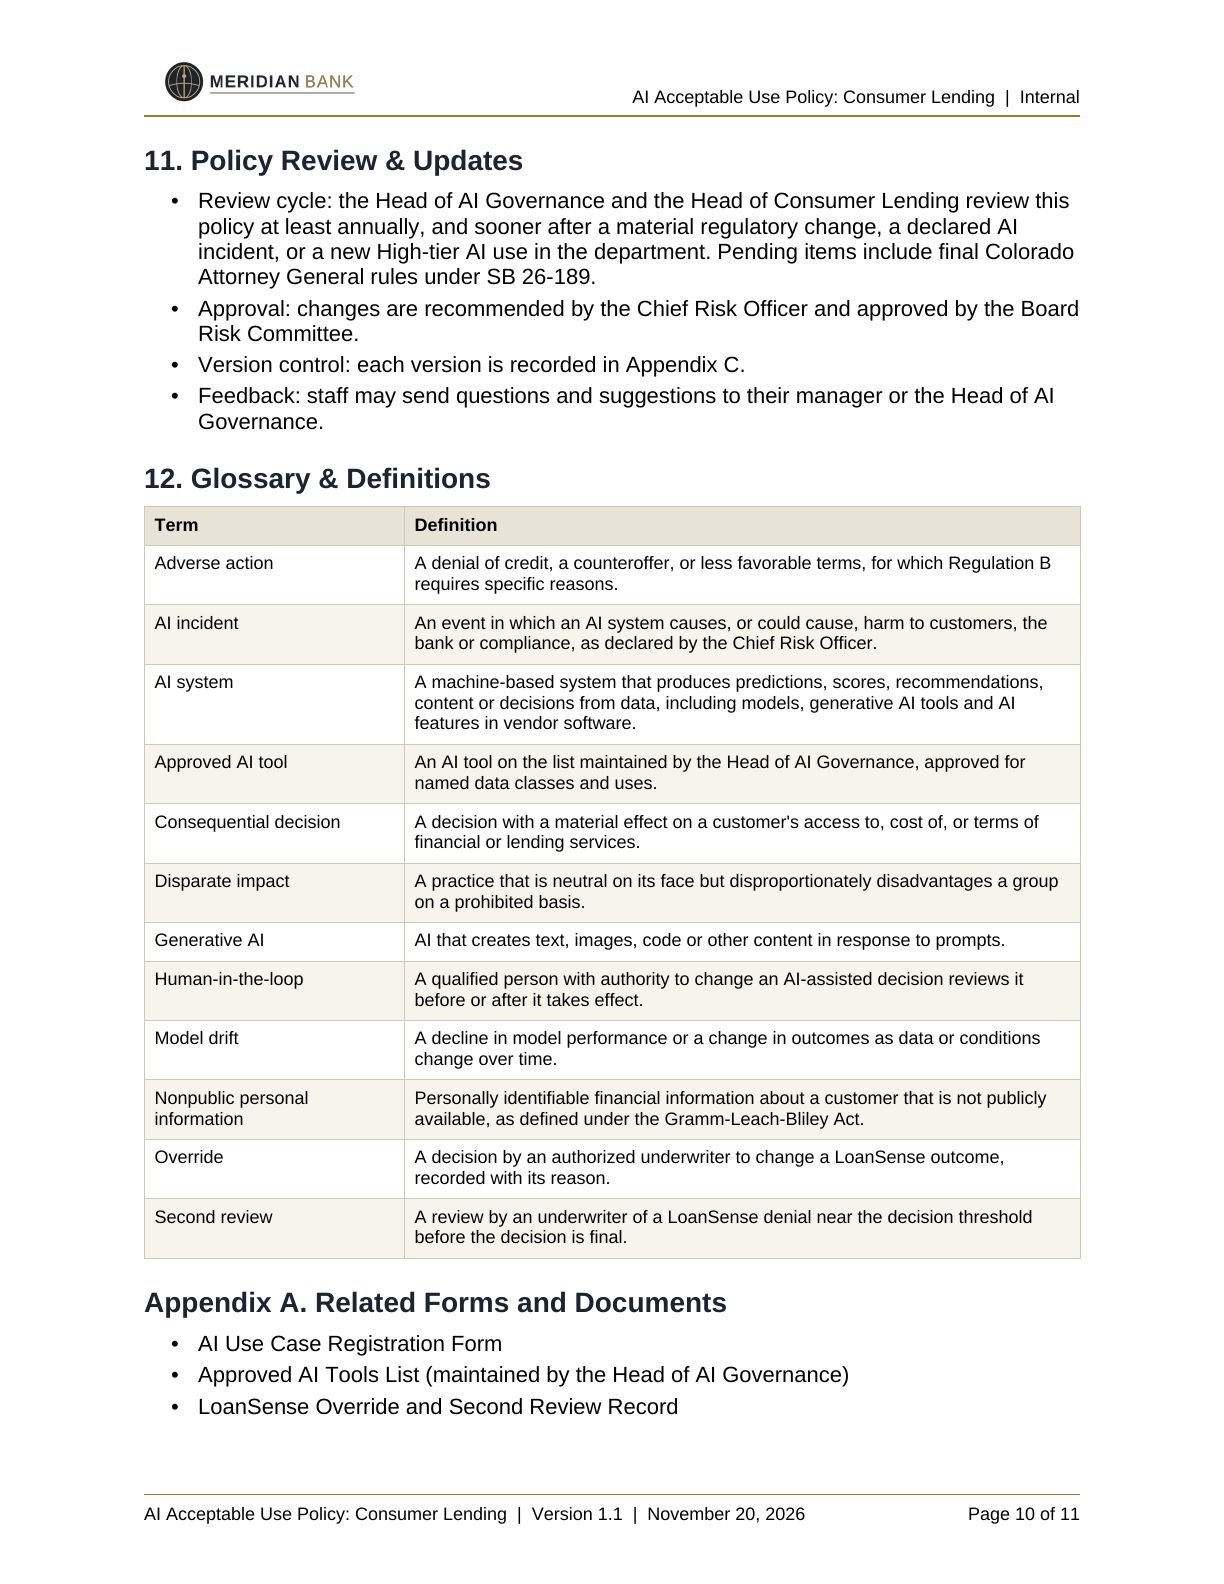 MERIDIAN BANK
AI Acceptable Use Policy: Consumer Lending | Internal
11. Policy Review & Updates
• Review cycle: the Head of AI Governance and the Head of Consumer Lending review this
policy at least annually, and sooner after a material regulatory change, a declared AI
incident, or a new High-tier AI use in the department. Pending items include final Colorado
Attorney General rules under SB 26-189.
• Approval: changes are recommended by the Chief Risk Officer and approved by the Board
Risk Committee.
• Version control: each version is recorded in Appendix C.
• Feedback: staff may send questions and suggestions to their manager or the Head of AI
Governance.
12. Glossary & Definitions
Term Definition
Adverse action A denial of credit, a counteroffer, or less favorable terms, for which Regulation B
requires specific reasons.
AI incident An event in which an AI system causes, or could cause, harm to customers, the
bank or compliance, as declared by the Chief Risk Officer.
AI system A machine-based system that produces predictions, scores, recommendations,
content or decisions from data, including models, generative AI tools and AI
features in vendor software.
Approved AI tool An AI tool on the list maintained by the Head of AI Governance, approved for
named data classes and uses.
Consequential decision A decision with a material effect on a customer's access to, cost of, or terms of
financial or lending services.
Disparate impact A practice that is neutral on its face but disproportionately disadvantages a group
on a prohibited basis.
Generative AI AI that creates text, images, code or other content in response to prompts.
Human-in-the-loop A qualified person with authority to change an AI-assisted decision reviews it
before or after it takes effect.
Model drift A decline in model performance or a change in outcomes as data or conditions
change over time.
Nonpublic personal Personally identifiable financial information about a customer that is not publicly
information available, as defined under the Gramm-Leach-Bliley Act.
Override A decision by an authorized underwriter to change a LoanSense outcome,
recorded with its reason.
Second review A review by an underwriter of a LoanSense denial near the decision threshold
before the decision is final.
Appendix A. Related Forms and Documents
• AI Use Case Registration Form
• Approved AI Tools List (maintained by the Head of AI Governance)
• LoanSense Override and Second Review Record
AI Acceptable Use Policy: Consumer Lending | Version 1.1 | November 20, 2026 Page 10 of 11